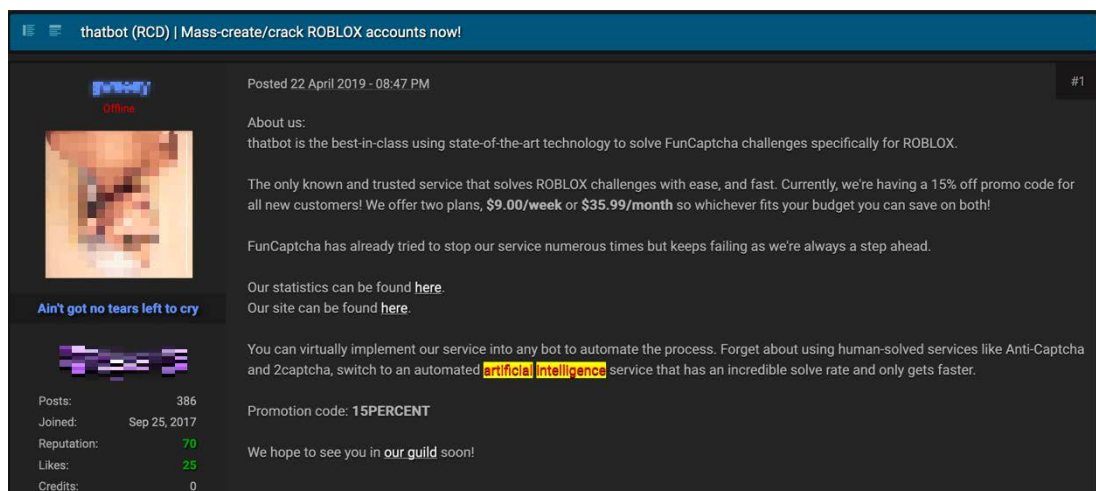 thatbot (RCD) | Mass-create/crack ROBLOX accounts now!
Offline
Ain't got no tears left to cry
Posts: 386
Joined: Sep 25, 2017
Reputation: 70
Likes: 25
Credits: 0
Posted 22 April 2019 - 08:47 PM
#1
About us:
thatbot is the best-in-class using state-of-the-art technology to solve FunCaptcha challenges specifically for ROBLOX.
The only known and trusted service that solves ROBLOX challenges with ease, and fast. Currently, we're having a 15% off promo code for
all new customers! We offer two plans, $9.00/week or $35.99/month so whichever fits your budget you can save on both!
FunCaptcha has already tried to stop our service numerous times but keeps failing as we're always a step ahead.
Our statistics can be found here.
Our site can be found here.
You can virtually implement our service into any bot to automate the process. Forget about using human-solved services like Anti-Captcha
and 2captcha, switch to an automated artificial intelligence service that has an incredible solve rate and only gets faster.
Promotion code: 15PERCENT
We hope to see you in our guild soon!